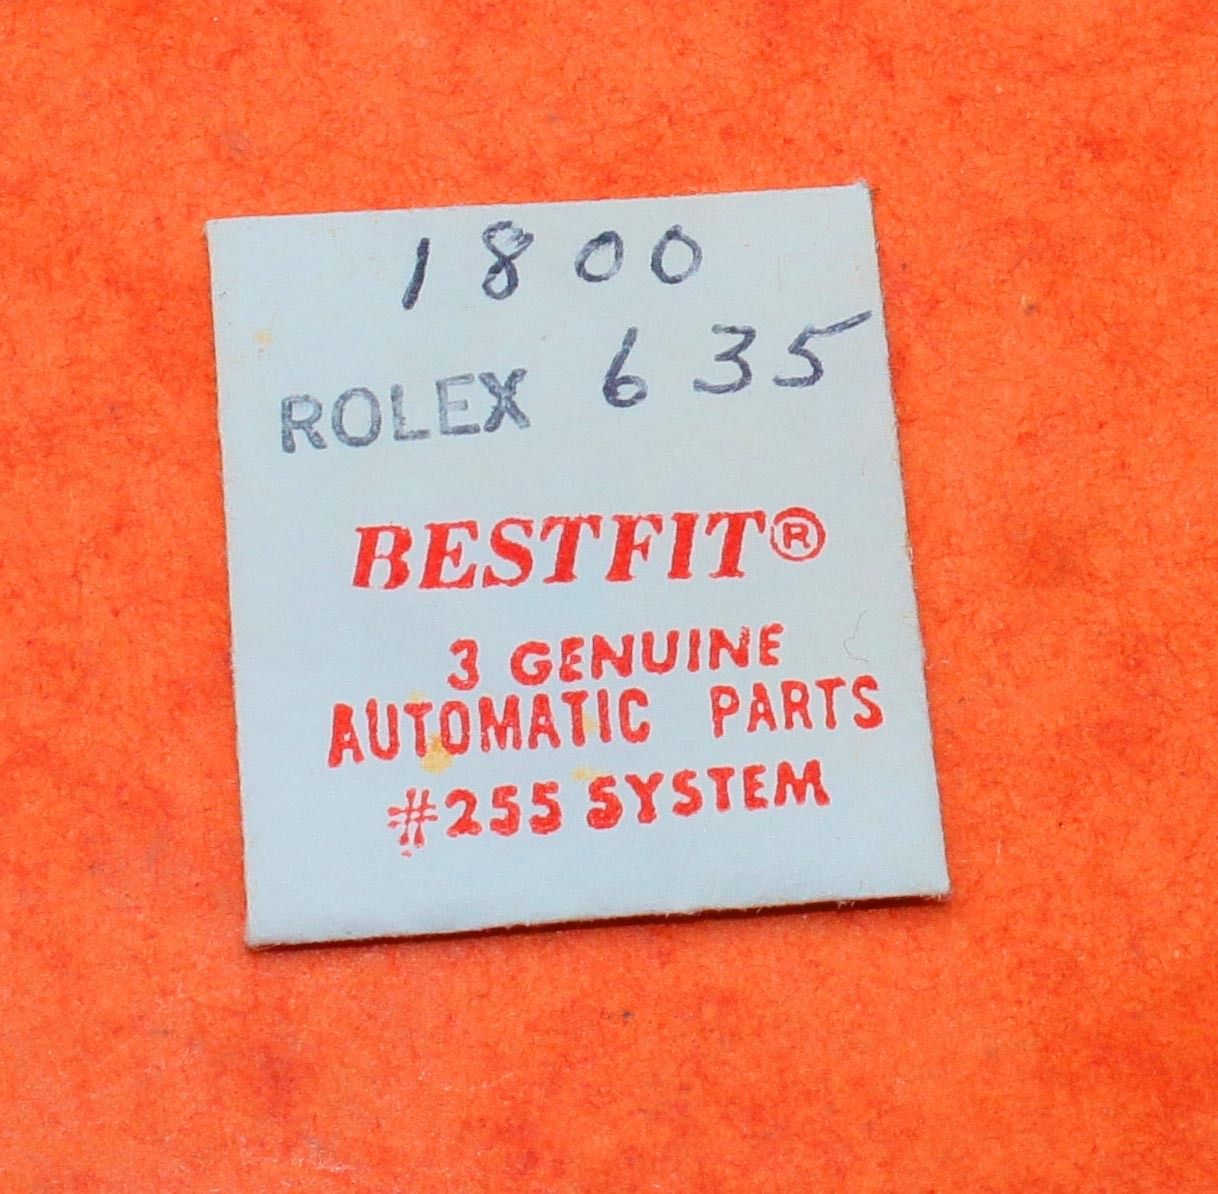 1800
ROLEX 635
BESTFIT®
3 GENUINE
AUTOMATIC PARTS
#255 SYSTEM